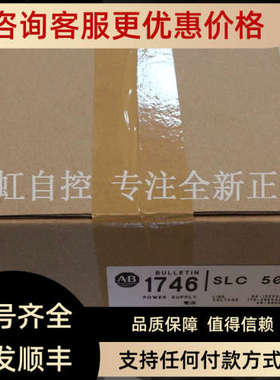 咨询客服更优惠价格
虹自控 专注全新正
AB
BULLETIN
1746
POWER SUPPLY
SLC 50
LINE
VOLTAGE
号齐全
品质保障 值得信赖
发顺丰
支持任何付款方式